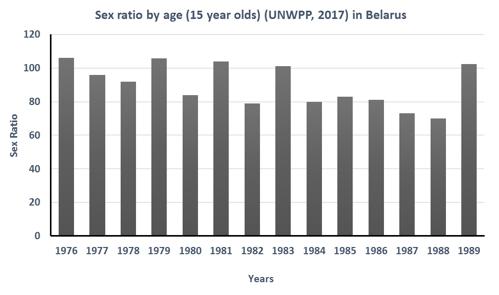 Sex ratio by age (15 year olds) (UNWPP, 2017) in Belarus
120
100
80
60
40
20
0
Sex Ratio
1976 1977 1978 1979 1980 1981 1982 1983 1984 1985 1986 1987 1988 1989
Years